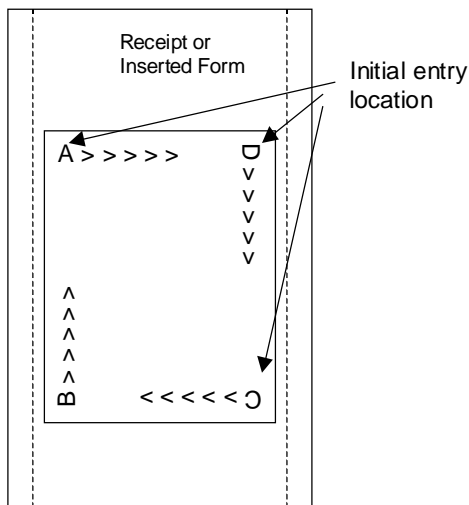 Receipt or
Inserted Form
Initial entry
location
A > > > > >
D > > > > >
B > > > > >
C > > > > >